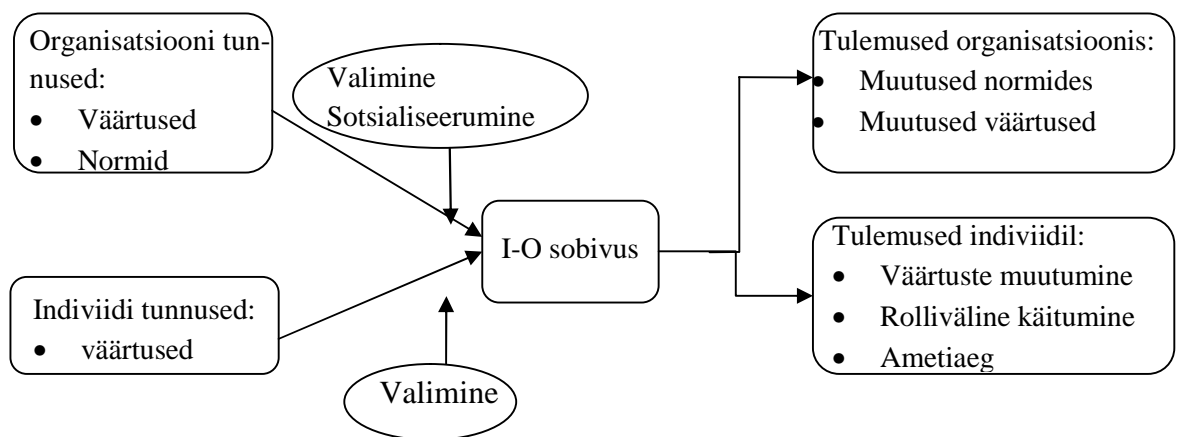 Organisatsiooni tun-
nused:
• Väärtused
• Normid
Valimine
Sotsialiseerumine
Indiviidi tunnused:
• väärtused
Valimine
I-O sobivus
Tulemused organisatsioonis:
• Muutused normides
• Muutused väärtused
Tulemused indiviidil:
• Väärtuste muutumine
• Rolliväline käitumine
• Ametiaeg